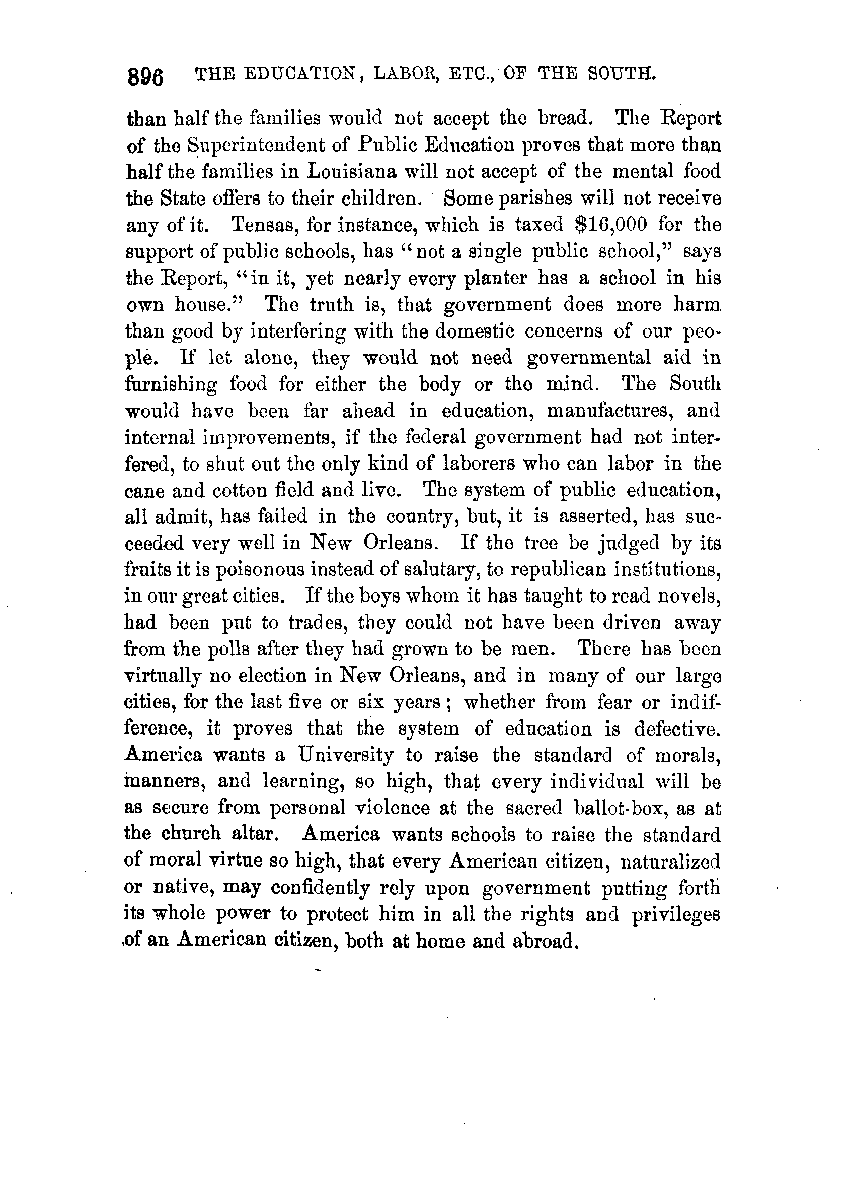 896 THE EDUCATION, LABOR, ETC., OF THE SOUTH.
than half the families would not accept the bread. The Report
of the Superintendent of Public Education proves that more than
half the families in Louisiana will not accept of the mental food
the State offers to their children. Some parishes will not receive
any of it. Tensas, for instance, which is taxed $16,000 for the
support of public schools, has "not a single public school," says
the Report, "in it, yet nearly every planter has a school in his
own house." The truth is, that government does more harm
than good by interfering with the domestic concerns of our peo-
ple. If let alone, they would not need governmental aid in
furnishing food for either the body or the mind. The South
would have been far ahead in education, manufactures, and
internal improvements, if the federal government had not inter-
fered, to shut out the only kind of laborers who can labor in the
cane and cotton field and live. The system of public education,
all admit, has failed in the country, but, it is asserted, has suc-
ceeded very well in New Orleans. If the tree be judged by its
fruits it is poisonous instead of salutary, to republican institutions,
in our great cities. If the boys whom it has taught to read novels,
had been put to trades, they could not have been driven away
from the polls after they had grown to be men. There has been
virtually no election in New Orleans, and in many of our large
cities, for the last five or six years; whether from fear or indif-
ference, it proves that the system of education is defective.
America wants a University to raise the standard of morals,
manners, and learning, so high, that every individual will be
as secure from personal violence at the sacred ballot-box, as at
the church altar. America wants schools to raise the standard
of moral virtue so high, that every American citizen, naturalized
or native, may confidently rely upon government putting forth
its whole power to protect him in all the rights and privileges
of an American citizen, both at home and abroad.